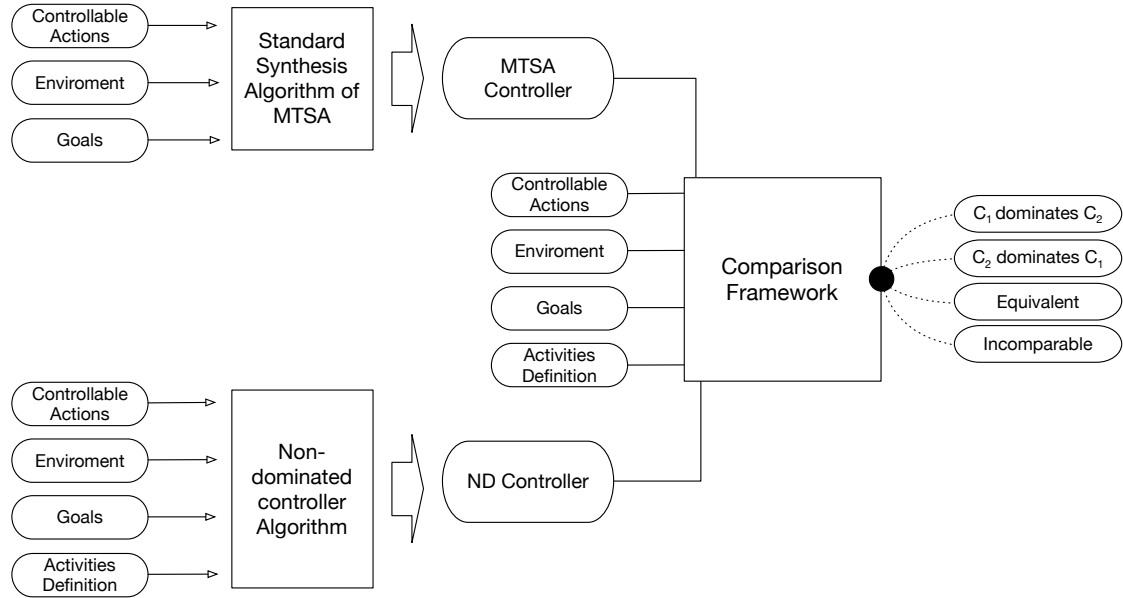 Controllable
Actions
Enviroment
Goals
Standard
Synthesis
Algorithm of
MTSA
MTSA
Controller
Controllable
Actions
Enviroment
Goals
Activities
Definition
Comparison
Framework
C₁ dominates C₂
C₂ dominates C₁
Equivalent
Incomparable
Controllable
Actions
Enviroment
Goals
Activities
Definition
Non-
dominated
controller
Algorithm
ND Controller